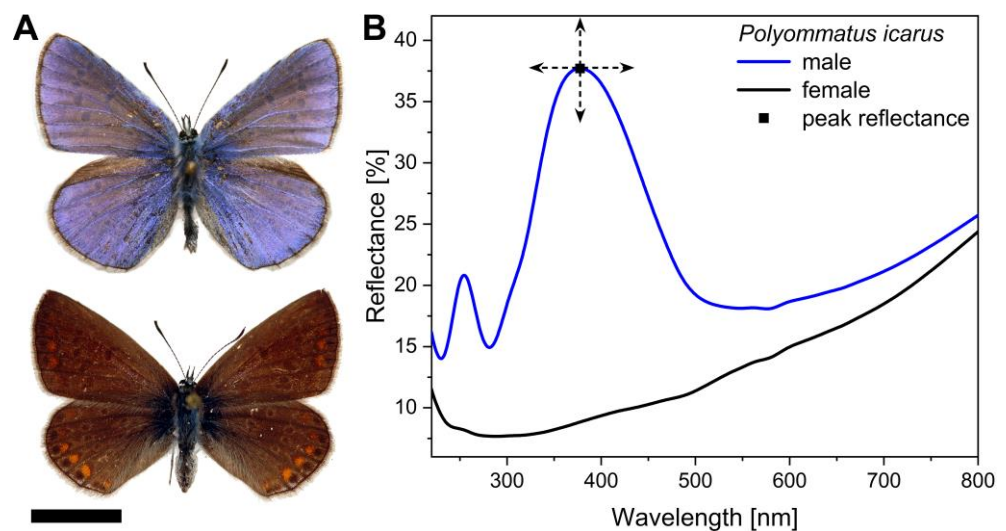 A
B
Polyommatus icarus
male
female
peak reflectance
Reflectance [%]
40
35
30
25
20
15
10
300
400
500
600
700
800
Wavelength [nm]